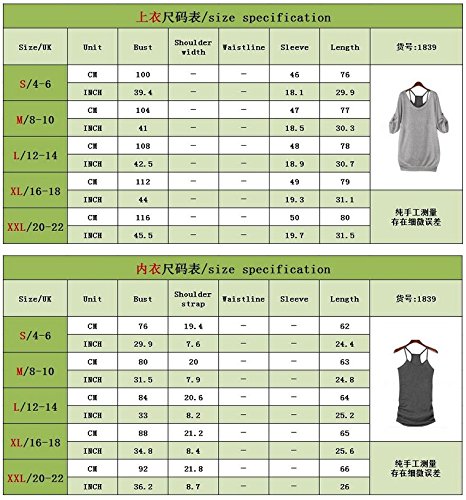 上衣尺码表/size specification
Size/UK Unit Bust Shoulder width Waistline Sleeve Length 货号:1839
S/4-6 CM 100 — — 46 76
INCH 39.4 — — 18.1 29.9
M/8-10 CM 104 — — 47 77
INCH 41 — — 18.5 30.3
L/12-14 CM 108 — — 48 78
INCH 42.5 — — 18.9 30.7
XL/16-18 CM 112 — — 49 79
INCH 44 — — 19.3 31.1
XXL/20-22 CM 116 — — 50 80
INCH 45.5 — — 19.7 31.5
纯手工测量
存在细微误差
内衣尺码表/size specification
Size/UK Unit Bust Shoulder strap Waistline Sleeve Length 货号:1839
S/4-6 CM 76 19.4 — — 62
INCH 29.9 7.6 — — 24.4
M/8-10 CM 80 20 — — 63
INCH 31.5 7.9 — — 24.8
L/12-14 CM 84 20.6 — — 64
INCH 33 8.2 — — 25.2
XL/16-18 CM 88 21.2 — — 65
INCH 34.8 8.4 — — 25.6
XXL/20-22 CM 92 21.8 — — 66
INCH 36.2 8.7 — — 26
纯手工测量
存在细微误差